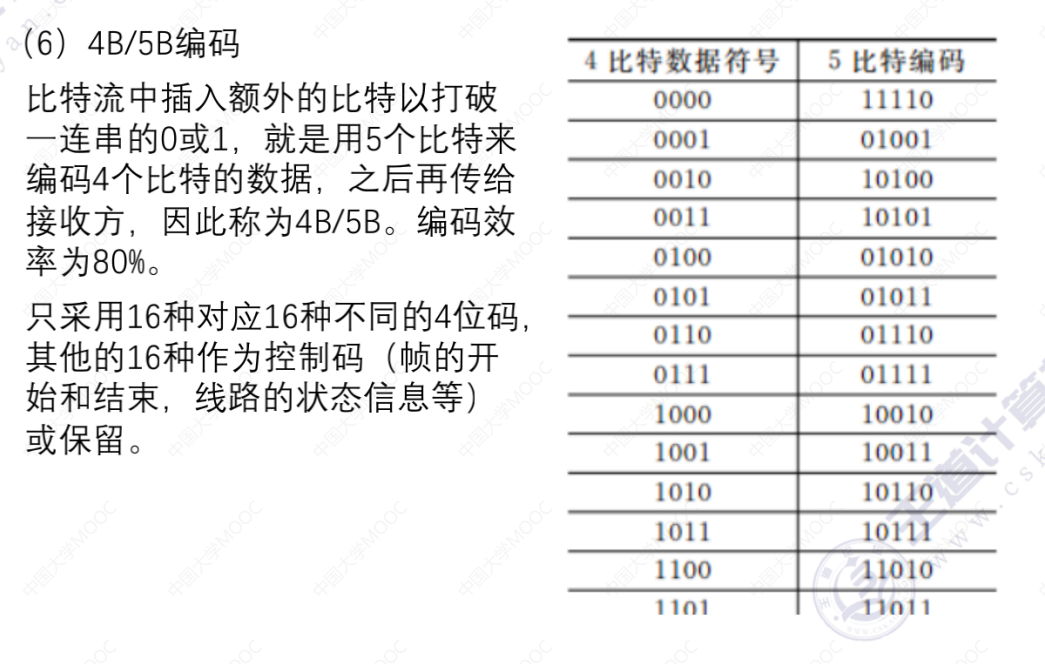 (6) 4B/5B编码
比特流中插入额外的比特以打破
一连串的0或1，就是用5个比特来
编码4个比特的数据，之后再传给
接收方，因此称为4B/5B。编码效
率为80%。
只采用16种对应16种不同的4位码，
其他的16种作为控制码（帧的开
始和结束，线路的状态信息等）
或保留。
4 比特数据符号 5 比特编码
0000 11110
0001 01001
0010 10100
0011 10101
0100 01010
0101 01011
0110 01110
0111 01111
1000 10010
1001 10011
1010 10110
1011 10111
1100 11010
1101 11011
中国大学MOOC
王道计算
www.csk